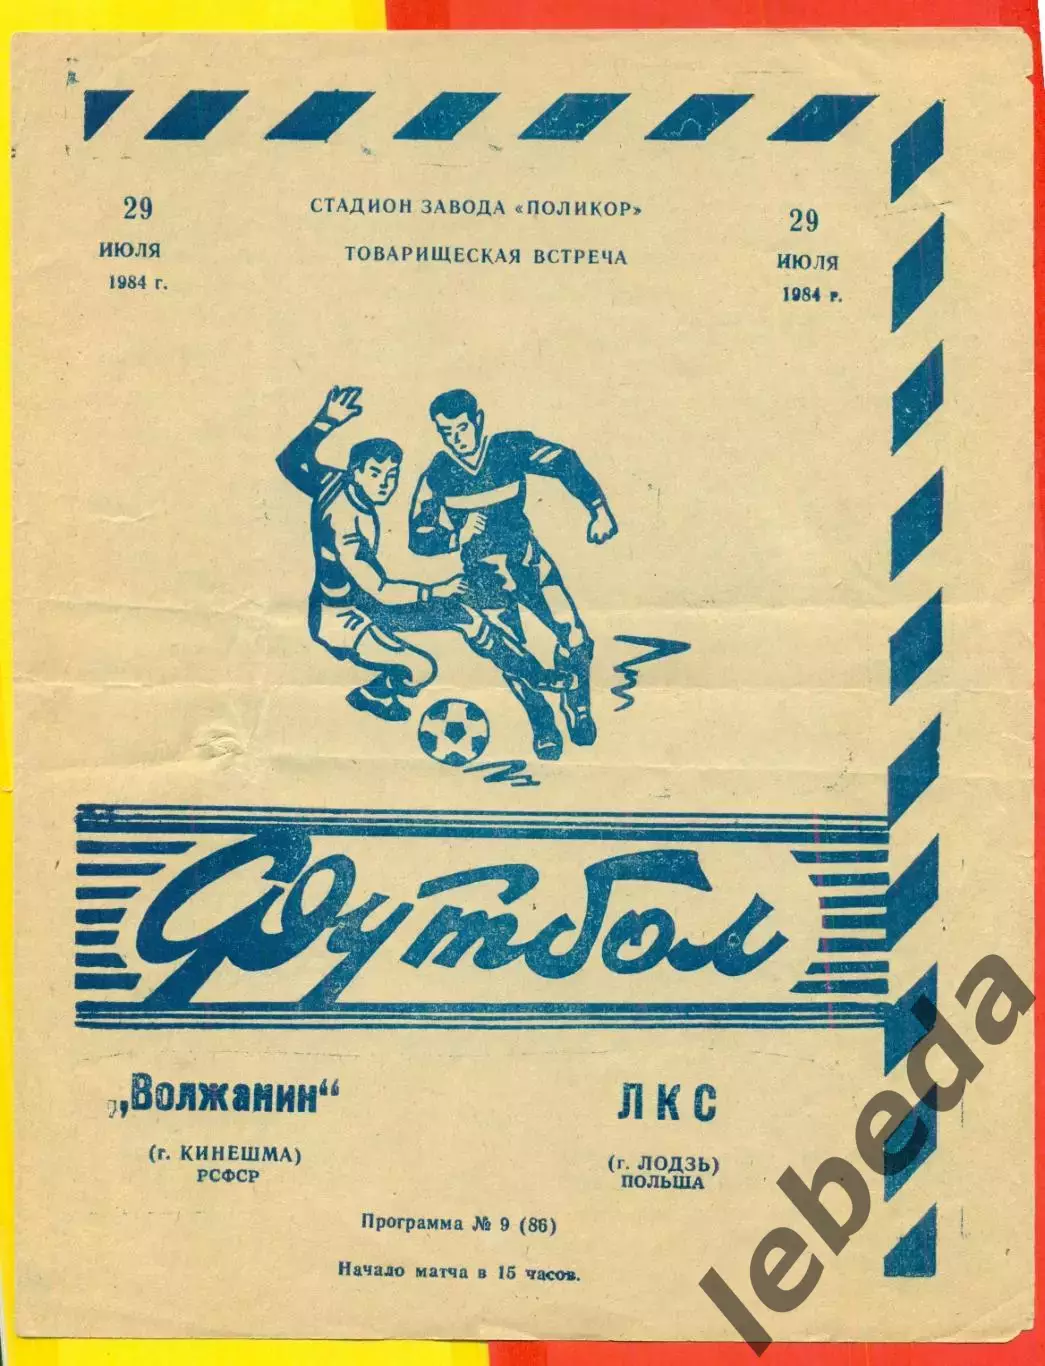 29
ИЮЛЯ
1984 г.
СТАДИОН ЗАВОДА «ПОЛИКОР»
ТОВАРИЩЕСКАЯ ВСТРЕЧА
29
ИЮЛЯ
1984 г.
Футбол
„Волжанин“
(г. КИНЕШМА)
РСФСР
ЛКС
(г. ЛОДЗЬ)
ПОЛЬША
Программа № 9 (86)
Начало матча в 15 часов.
lebeda